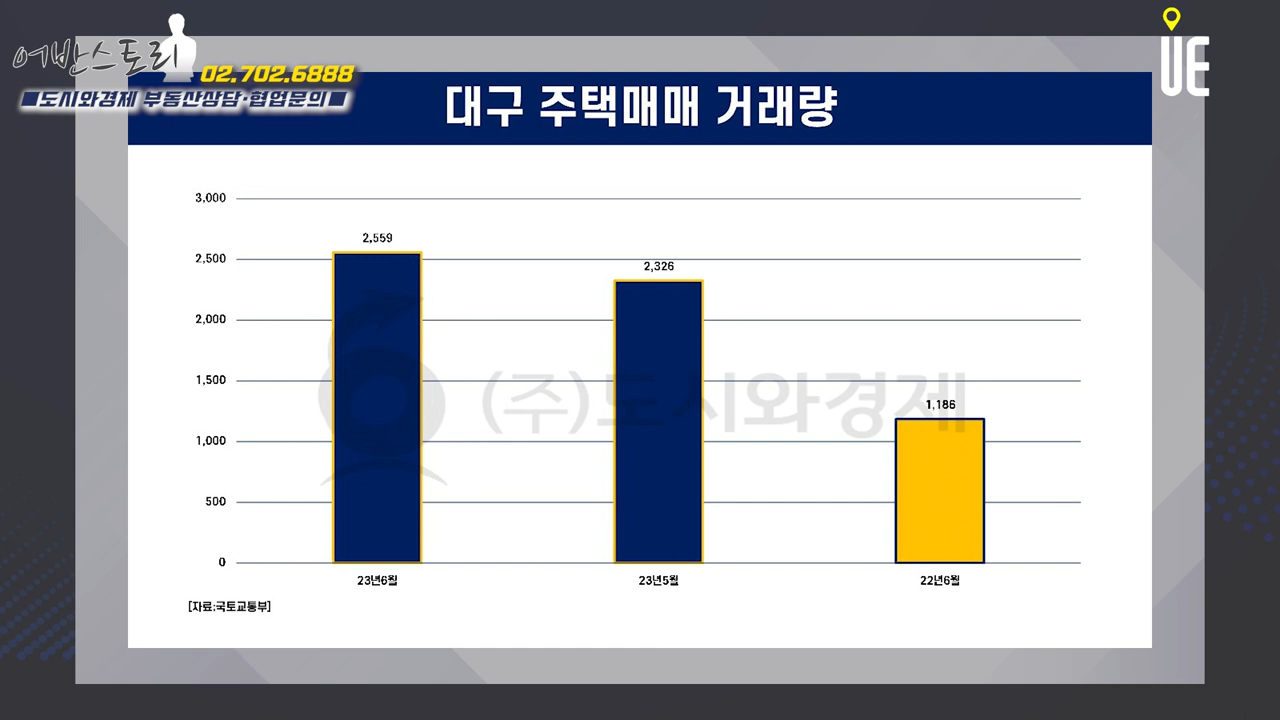 어반스토리
02.702.6888
■도시와경제 부동산상담·협업문의■
UE
대구 주택매매 거래량
3,000
2,500
2,000
1,500
1,000
500
0
2,559
2,326
1,186
(주)도시와경제
23년6월 23년5월 22년6월
[자료:국토교통부]